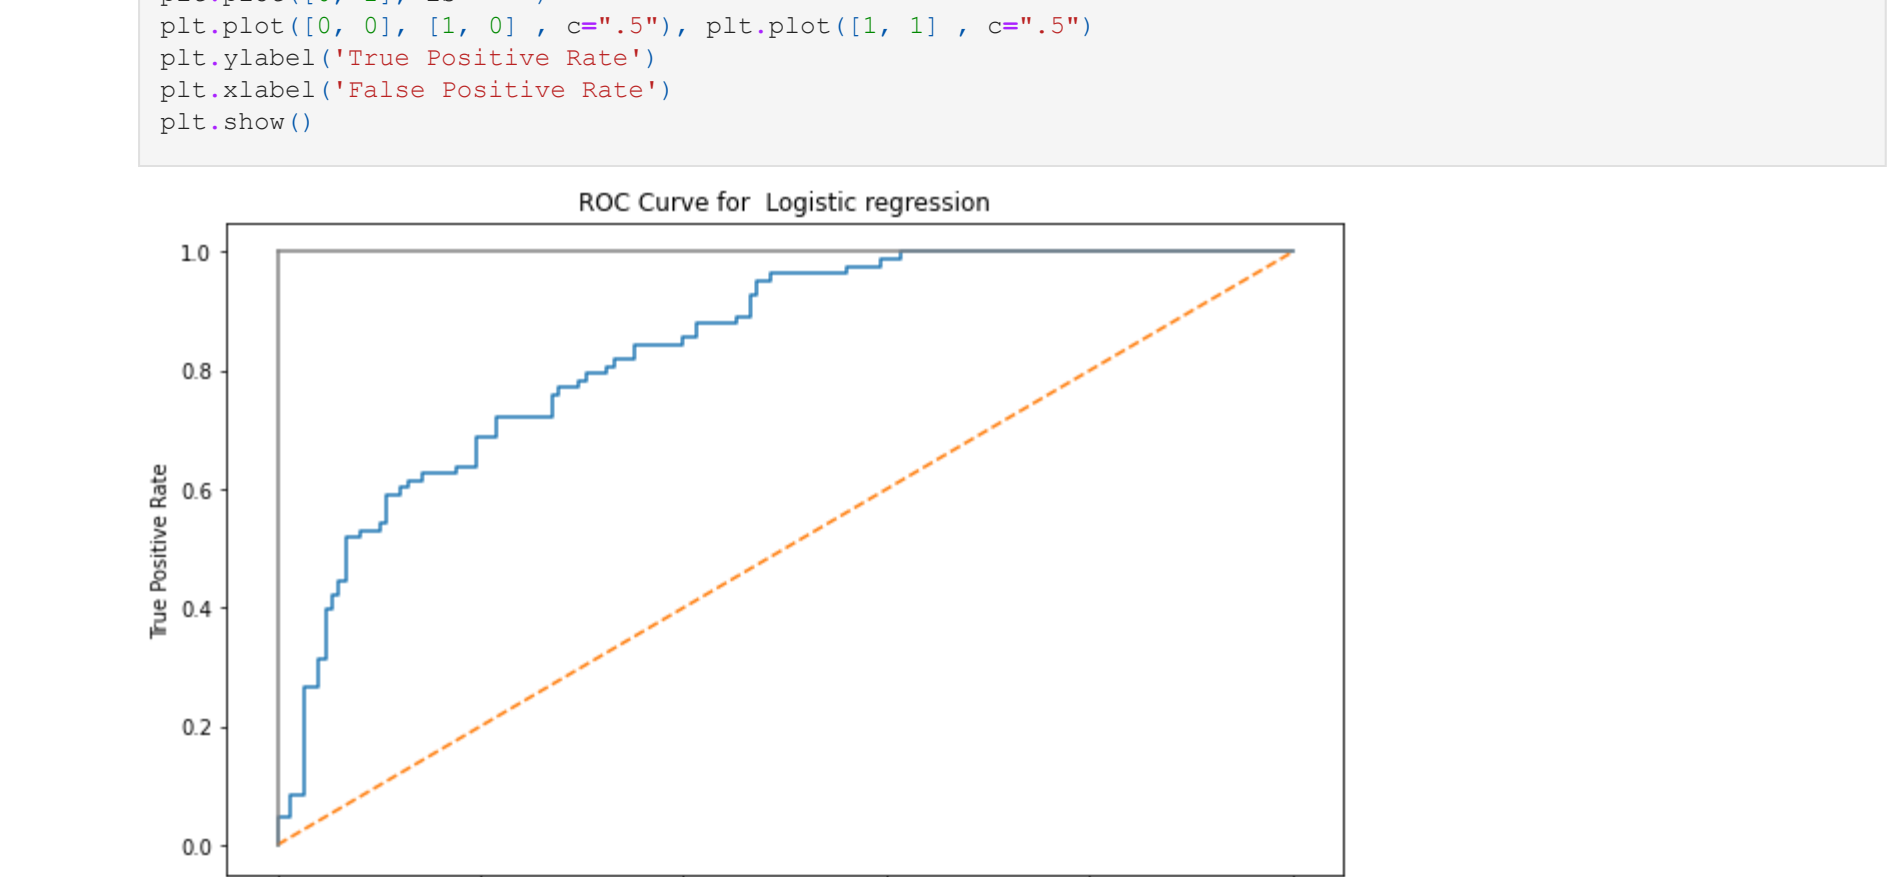 plt.plot([0, 0], [1, 0] , c=".5"), plt.plot([1, 1] , c=".5")
plt.ylabel('True Positive Rate')
plt.xlabel('False Positive Rate')
plt.show()
ROC Curve for  Logistic regression
1.0
0.8
0.6
0.4
0.2
0.0
True Positive Rate